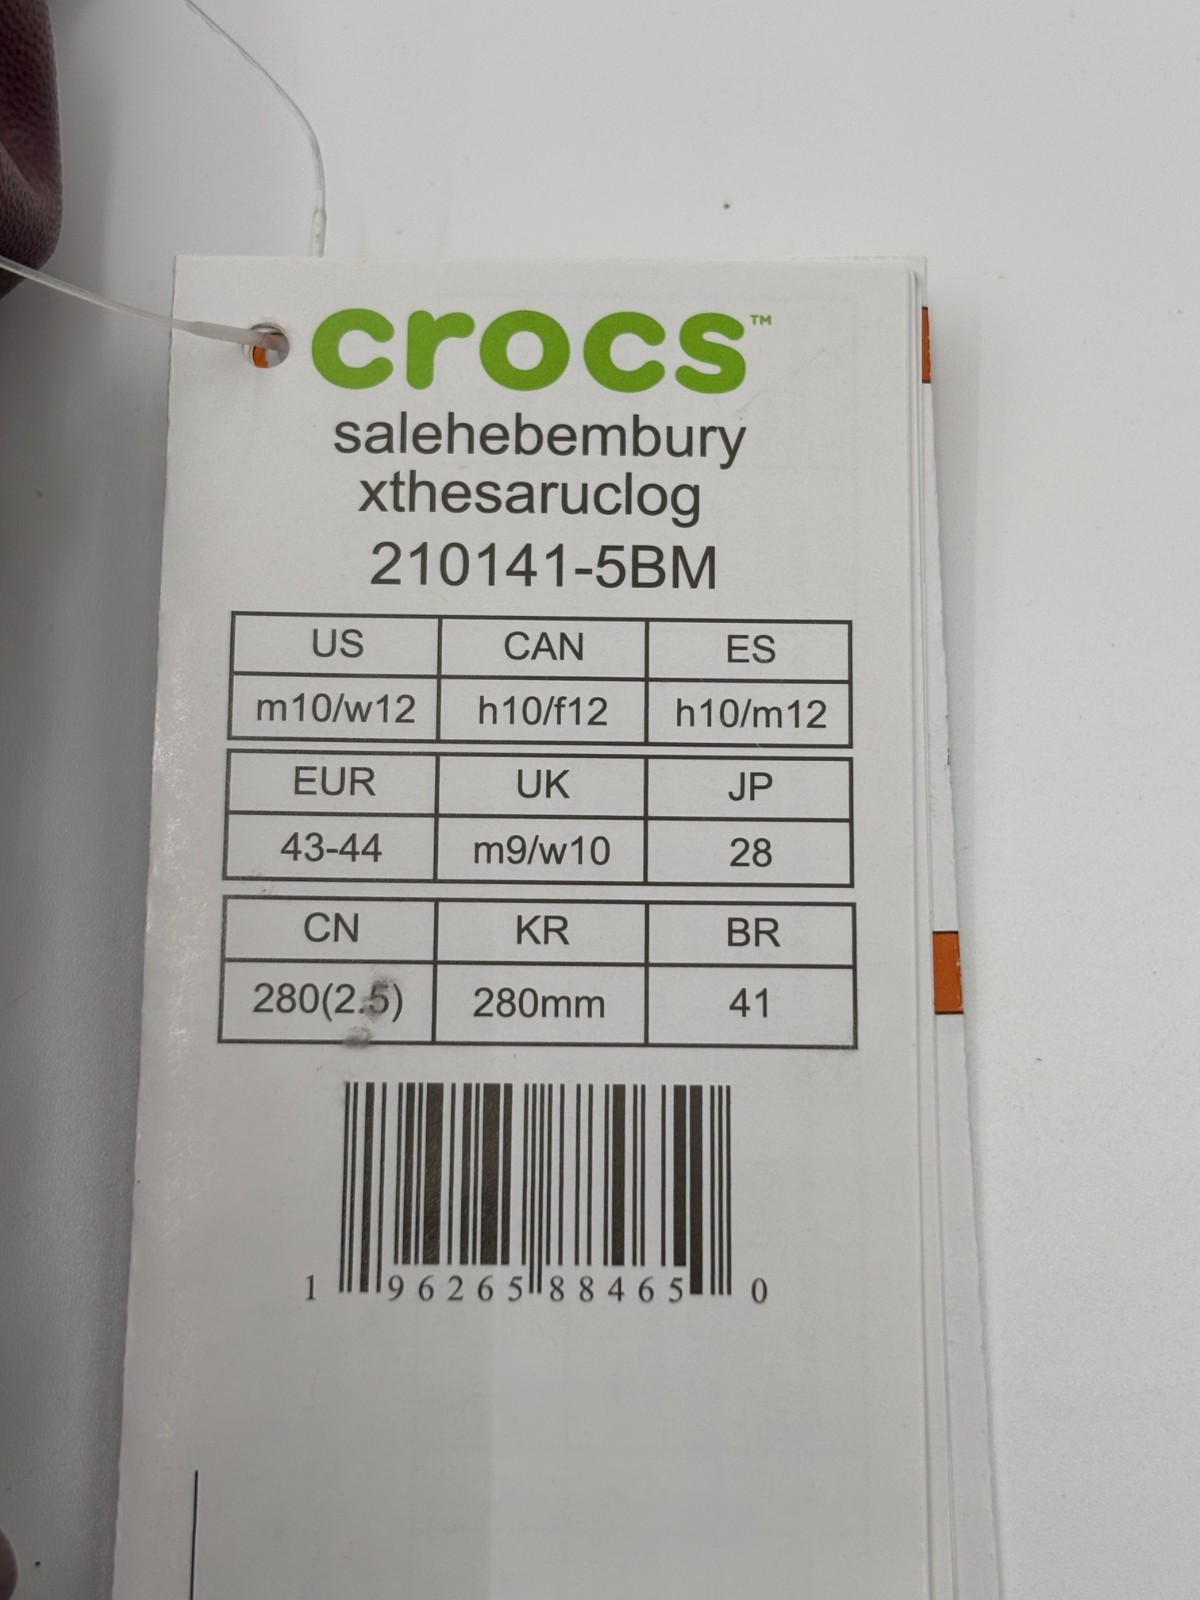 crocs™
salehebembury
xthesaruclog
210141-5BM
US CAN ES
m10/w12 h10/f12 h10/m12
EUR UK JP
43-44 m9/w10 28
CN KR BR
280(2.5) 280mm 41
1 96265 88465 0